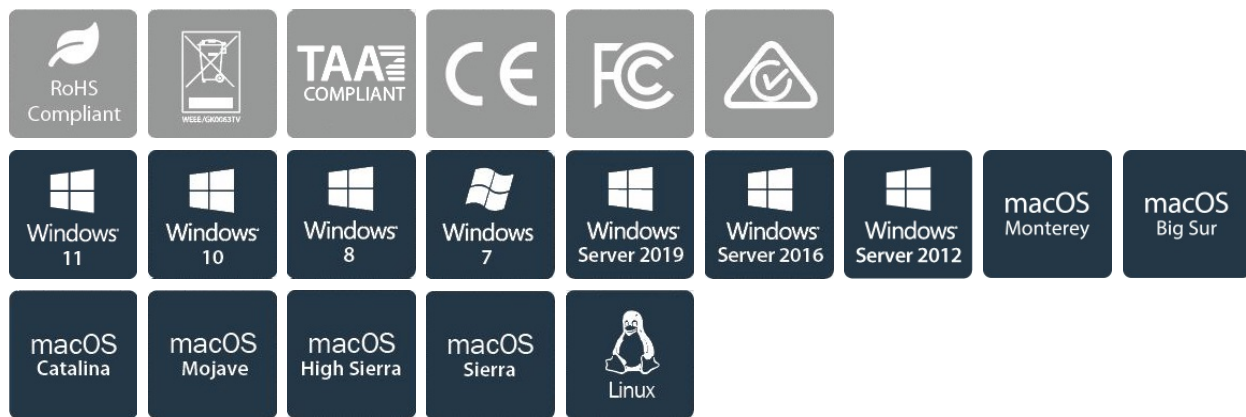 RoHS
Compliant
WEEE/GK0063TV
TAA
COMPLIANT
CE
FC
Windows
11
Windows
10
Windows
8
Windows
7
Windows
Server 2019
Windows
Server 2016
Windows
Server 2012
macOS
Monterey
macOS
Big Sur
macOS
Catalina
macOS
Mojave
macOS
High Sierra
macOS
Sierra
Linux